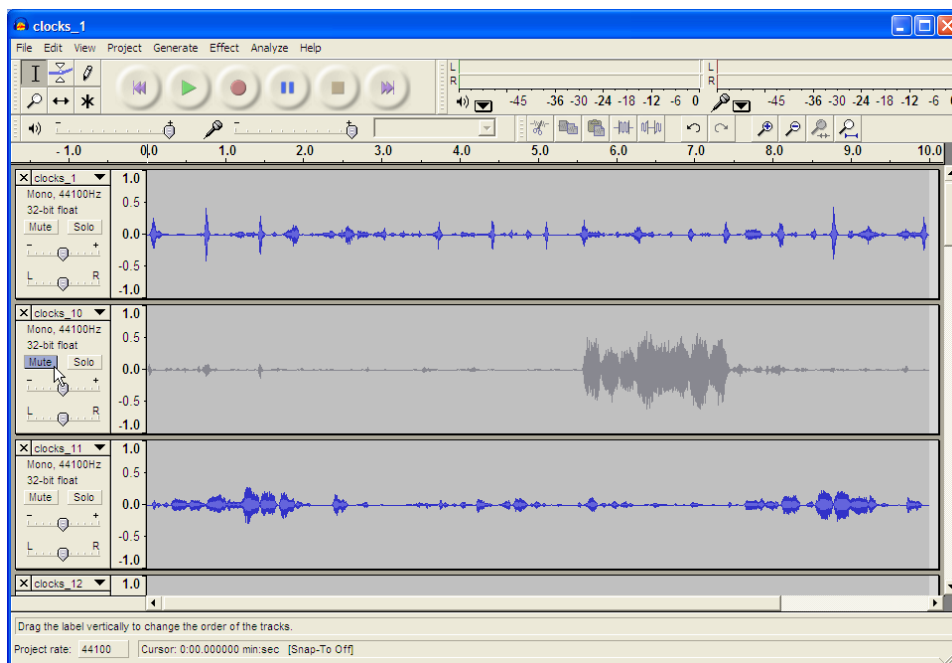 clocks_1
File Edit View Project Generate Effect Analyze Help
L
R
-45 -36 -30 -24 -18 -12 -6 0
L
R
-45 -36 -30 -24 -18 -12 -6 0
- 1.0 0.0 1.0 2.0 3.0 4.0 5.0 6.0 7.0 8.0 9.0 10.0
clocks_1
Mono, 44100Hz
32-bit float
Mute Solo
- +
L R
1.0
0.5
0.0
-0.5
-1.0
clocks_10
Mono, 44100Hz
32-bit float
Mute Solo
- +
L R
1.0
0.5
0.0
-0.5
-1.0
clocks_11
Mono, 44100Hz
32-bit float
Mute Solo
- +
L R
1.0
0.5
0.0
-0.5
-1.0
clocks_12 1.0
Drag the label vertically to change the order of the tracks.
Project rate: 44100 Cursor: 0:00.000000 min:sec [Snap-To Off]